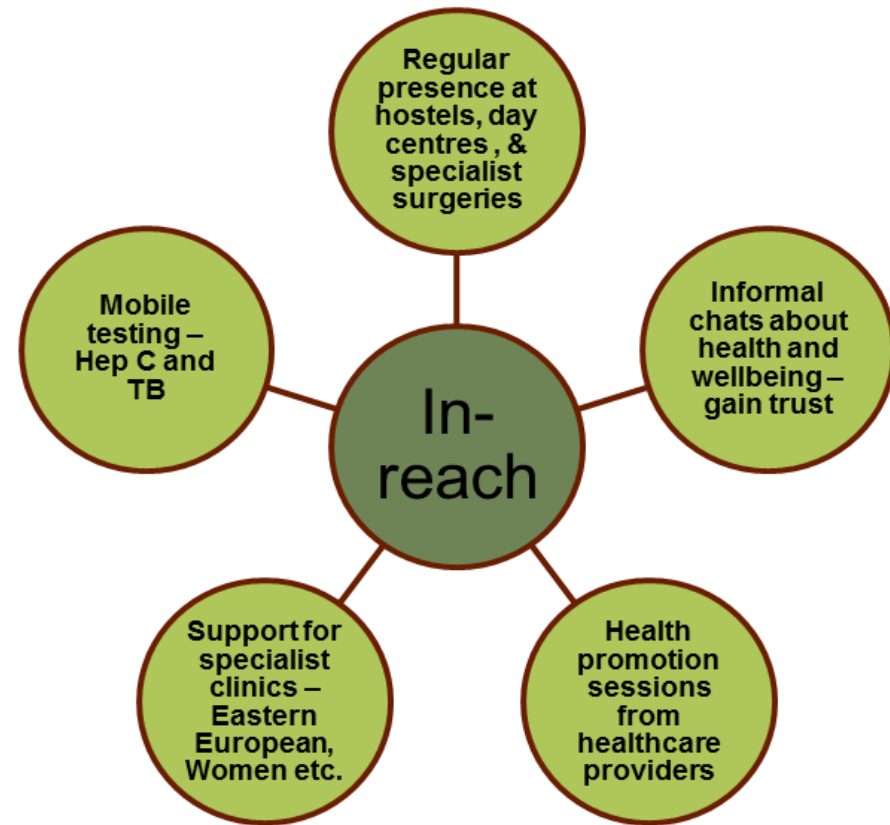 Regular
presence at
hostels, day
centres , &
specialist
surgeries
Informal
chats about
health and
wellbeing –
gain trust
Health
promotion
sessions
from
healthcare
providers
Support for
specialist
clinics –
Eastern
European,
Women etc.
Mobile
testing –
Hep C and
TB
In-
reach